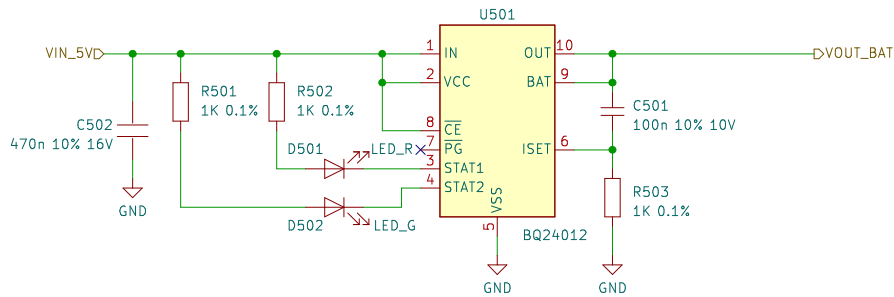 U501
VIN_5V
1 IN
OUT 10
VOUT_BAT
2 VCC
BAT 9
R501
1K 0.1%
R502
1K 0.1%
C501
100n 10% 10V
C502
470n 10% 16V
8 CE
7 PG
ISET 6
D501
LED_R
3 STAT1
4 STAT2
R503
1K 0.1%
VSS
5
GND
D502
LED_G
BQ24012
GND
GND